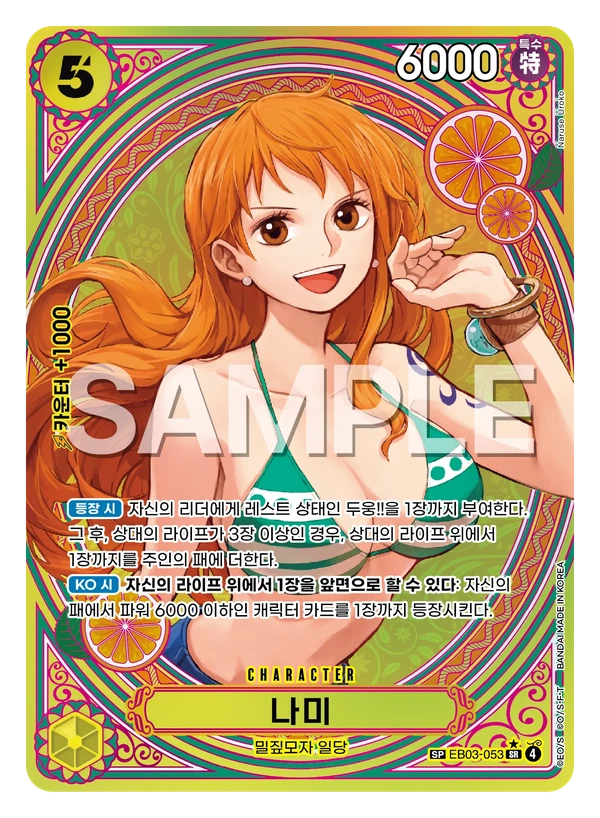 5
6000
특수
特
Naruse Uroko
카운터 +1000
SAMPLE
등장 시 자신의 리더에게 레스트 상태인 두웅!!을 1장까지 부여한다.
그 후, 상대의 라이프가 3장 이상인 경우, 상대의 라이프 위에서
1장까지를 주인의 패에 더한다.
KO 시 자신의 라이프 위에서 1장을 앞면으로 할 수 있다: 자신의
패에서 파워 6000 이하인 캐릭터 카드를 1장까지 등장시킨다.
CHARACTER
나미
밀짚모자 일당
SP EB03-053 SR 4
©EO/S ©O/S·F·T BANDAI MADE IN KOREA